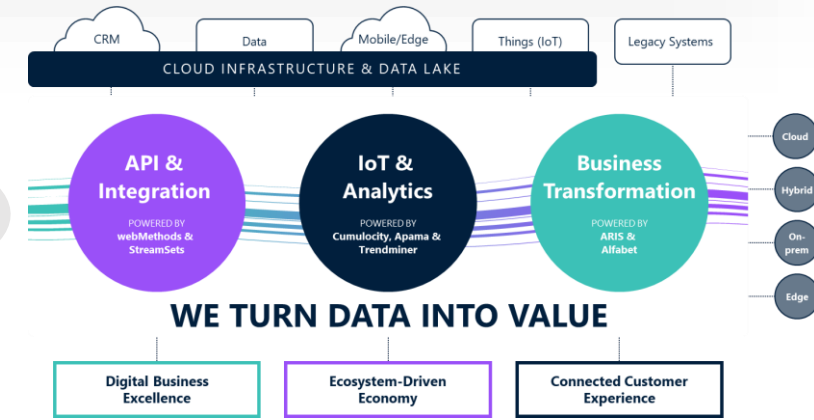 CRM
Data
Mobile/Edge
Things (IoT)
Legacy Systems
CLOUD INFRASTRUCTURE & DATA LAKE
API &
Integration
POWERED BY
webMethods &
StreamSets
IoT &
Analytics
POWERED BY
Cumulocity, Apama &
Trendminer
Business
Transformation
POWERED BY
ARIS &
Alfabet
Cloud
Hybrid
On-
prem
Edge
WE TURN DATA INTO VALUE
Digital Business
Excellence
Ecosystem-Driven
Economy
Connected Customer
Experience